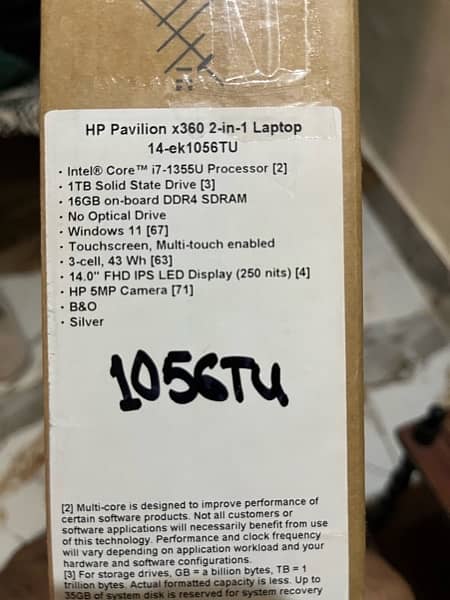 HP Pavilion x360 2-in-1 Laptop
14-ek1056TU
· Intel® Core™ i7-1355U Processor [2]
· 1TB Solid State Drive [3]
· 16GB on-board DDR4 SDRAM
· No Optical Drive
· Windows 11 [67]
· Touchscreen, Multi-touch enabled
· 3-cell, 43 Wh [63]
· 14.0" FHD IPS LED Display (250 nits) [4]
· HP 5MP Camera [71]
· B&O
· Silver
1056TU
[2] Multi-core is designed to improve performance of
certain software products. Not all customers or
software applications will necessarily benefit from use
of this technology. Performance and clock frequency
will vary depending on application workload and your
hardware and software configurations.
[3] For storage drives, GB = a billion bytes, TB = 1
trillion bytes. Actual formatted capacity is less. Up to
35GB of system disk is reserved for system recovery